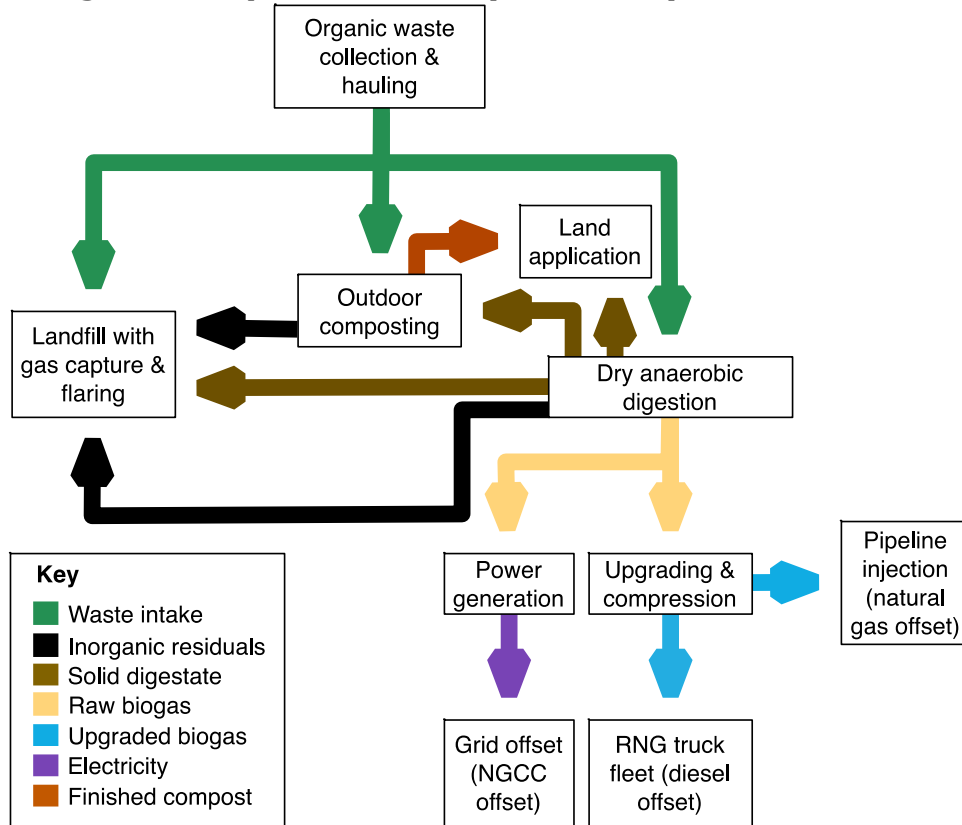 Organic waste
collection &
hauling
Land
application
Outdoor
composting
Landfill with
gas capture &
flaring
Dry anaerobic
digestion
Power
generation
Upgrading &
compression
Pipeline
injection
(natural
gas offset)
Grid offset
(NGCC
offset)
RNG truck
fleet (diesel
offset)
Key
Waste intake
Inorganic residuals
Solid digestate
Raw biogas
Upgraded biogas
Electricity
Finished compost